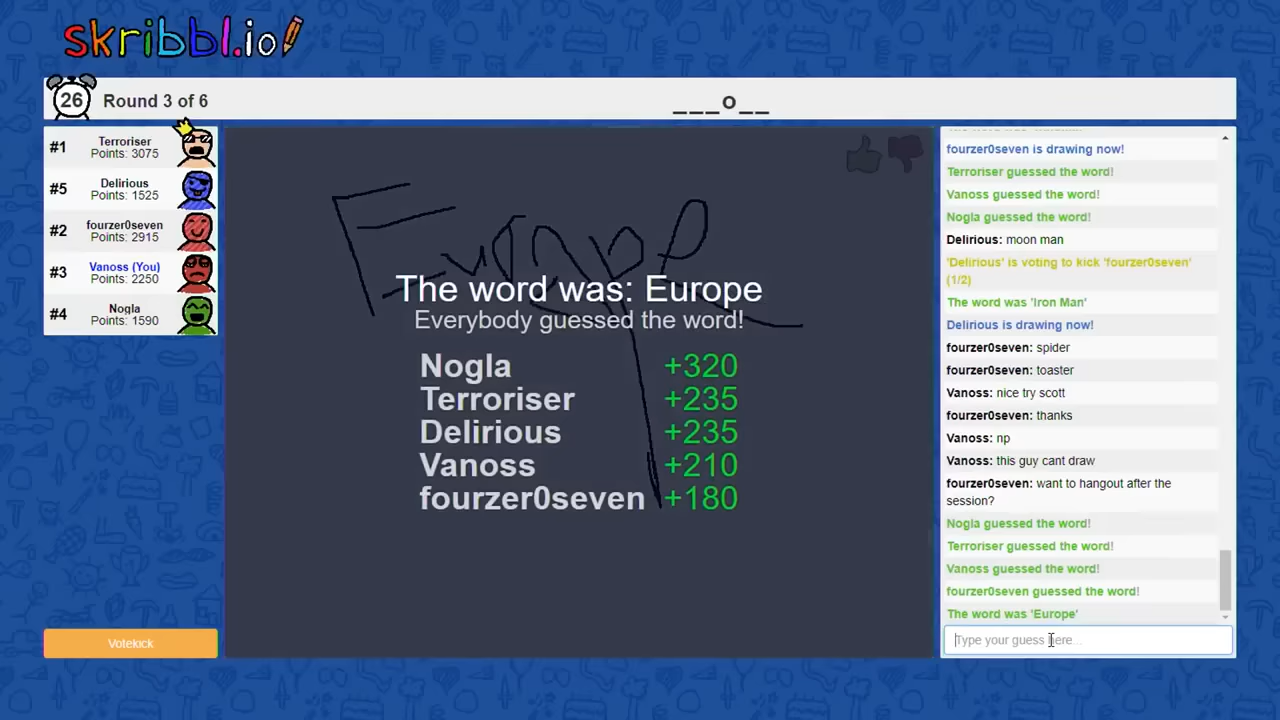 skribbl.io
26
Round 3 of 6
___o__
#1 Terroriser
Points: 3075
#5 Delirious
Points: 1525
#2 fourzer0seven
Points: 2915
#3 Vanoss (You)
Points: 2250
#4 Nogla
Points: 1590
Votekick
Europe
The word was: Europe
Everybody guessed the word!
Nogla +320
Terroriser +235
Delirious +235
Vanoss +210
fourzer0seven +180
fourzer0seven is drawing now!
Terroriser guessed the word!
Vanoss guessed the word!
Nogla guessed the word!
Delirious: moon man
'Delirious' is voting to kick 'fourzer0seven'
(1/2)
The word was 'Iron Man'
Delirious is drawing now!
fourzer0seven: spider
fourzer0seven: toaster
Vanoss: nice try scott
fourzer0seven: thanks
Vanoss: np
Vanoss: this guy cant draw
fourzer0seven: want to hangout after the
session?
Nogla guessed the word!
Terroriser guessed the word!
Vanoss guessed the word!
fourzer0seven guessed the word!
The word was 'Europe'
Type your guess here...